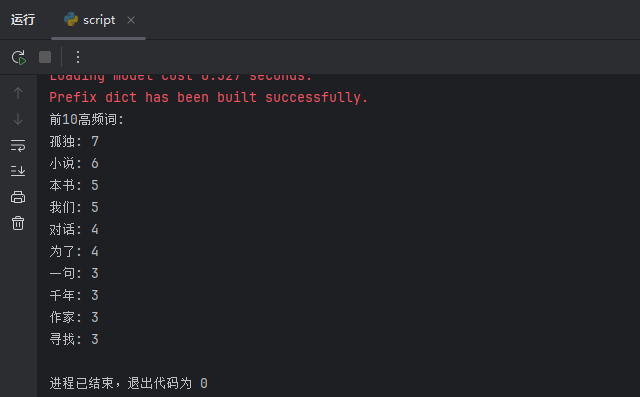 运行
script
Loading model cost 0.527 seconds.
Prefix dict has been built successfully.
前10高频词:
孤独: 7
小说: 6
本书: 5
我们: 5
对话: 4
为了: 4
一句: 3
千年: 3
作家: 3
寻找: 3
进程已结束，退出代码为 0